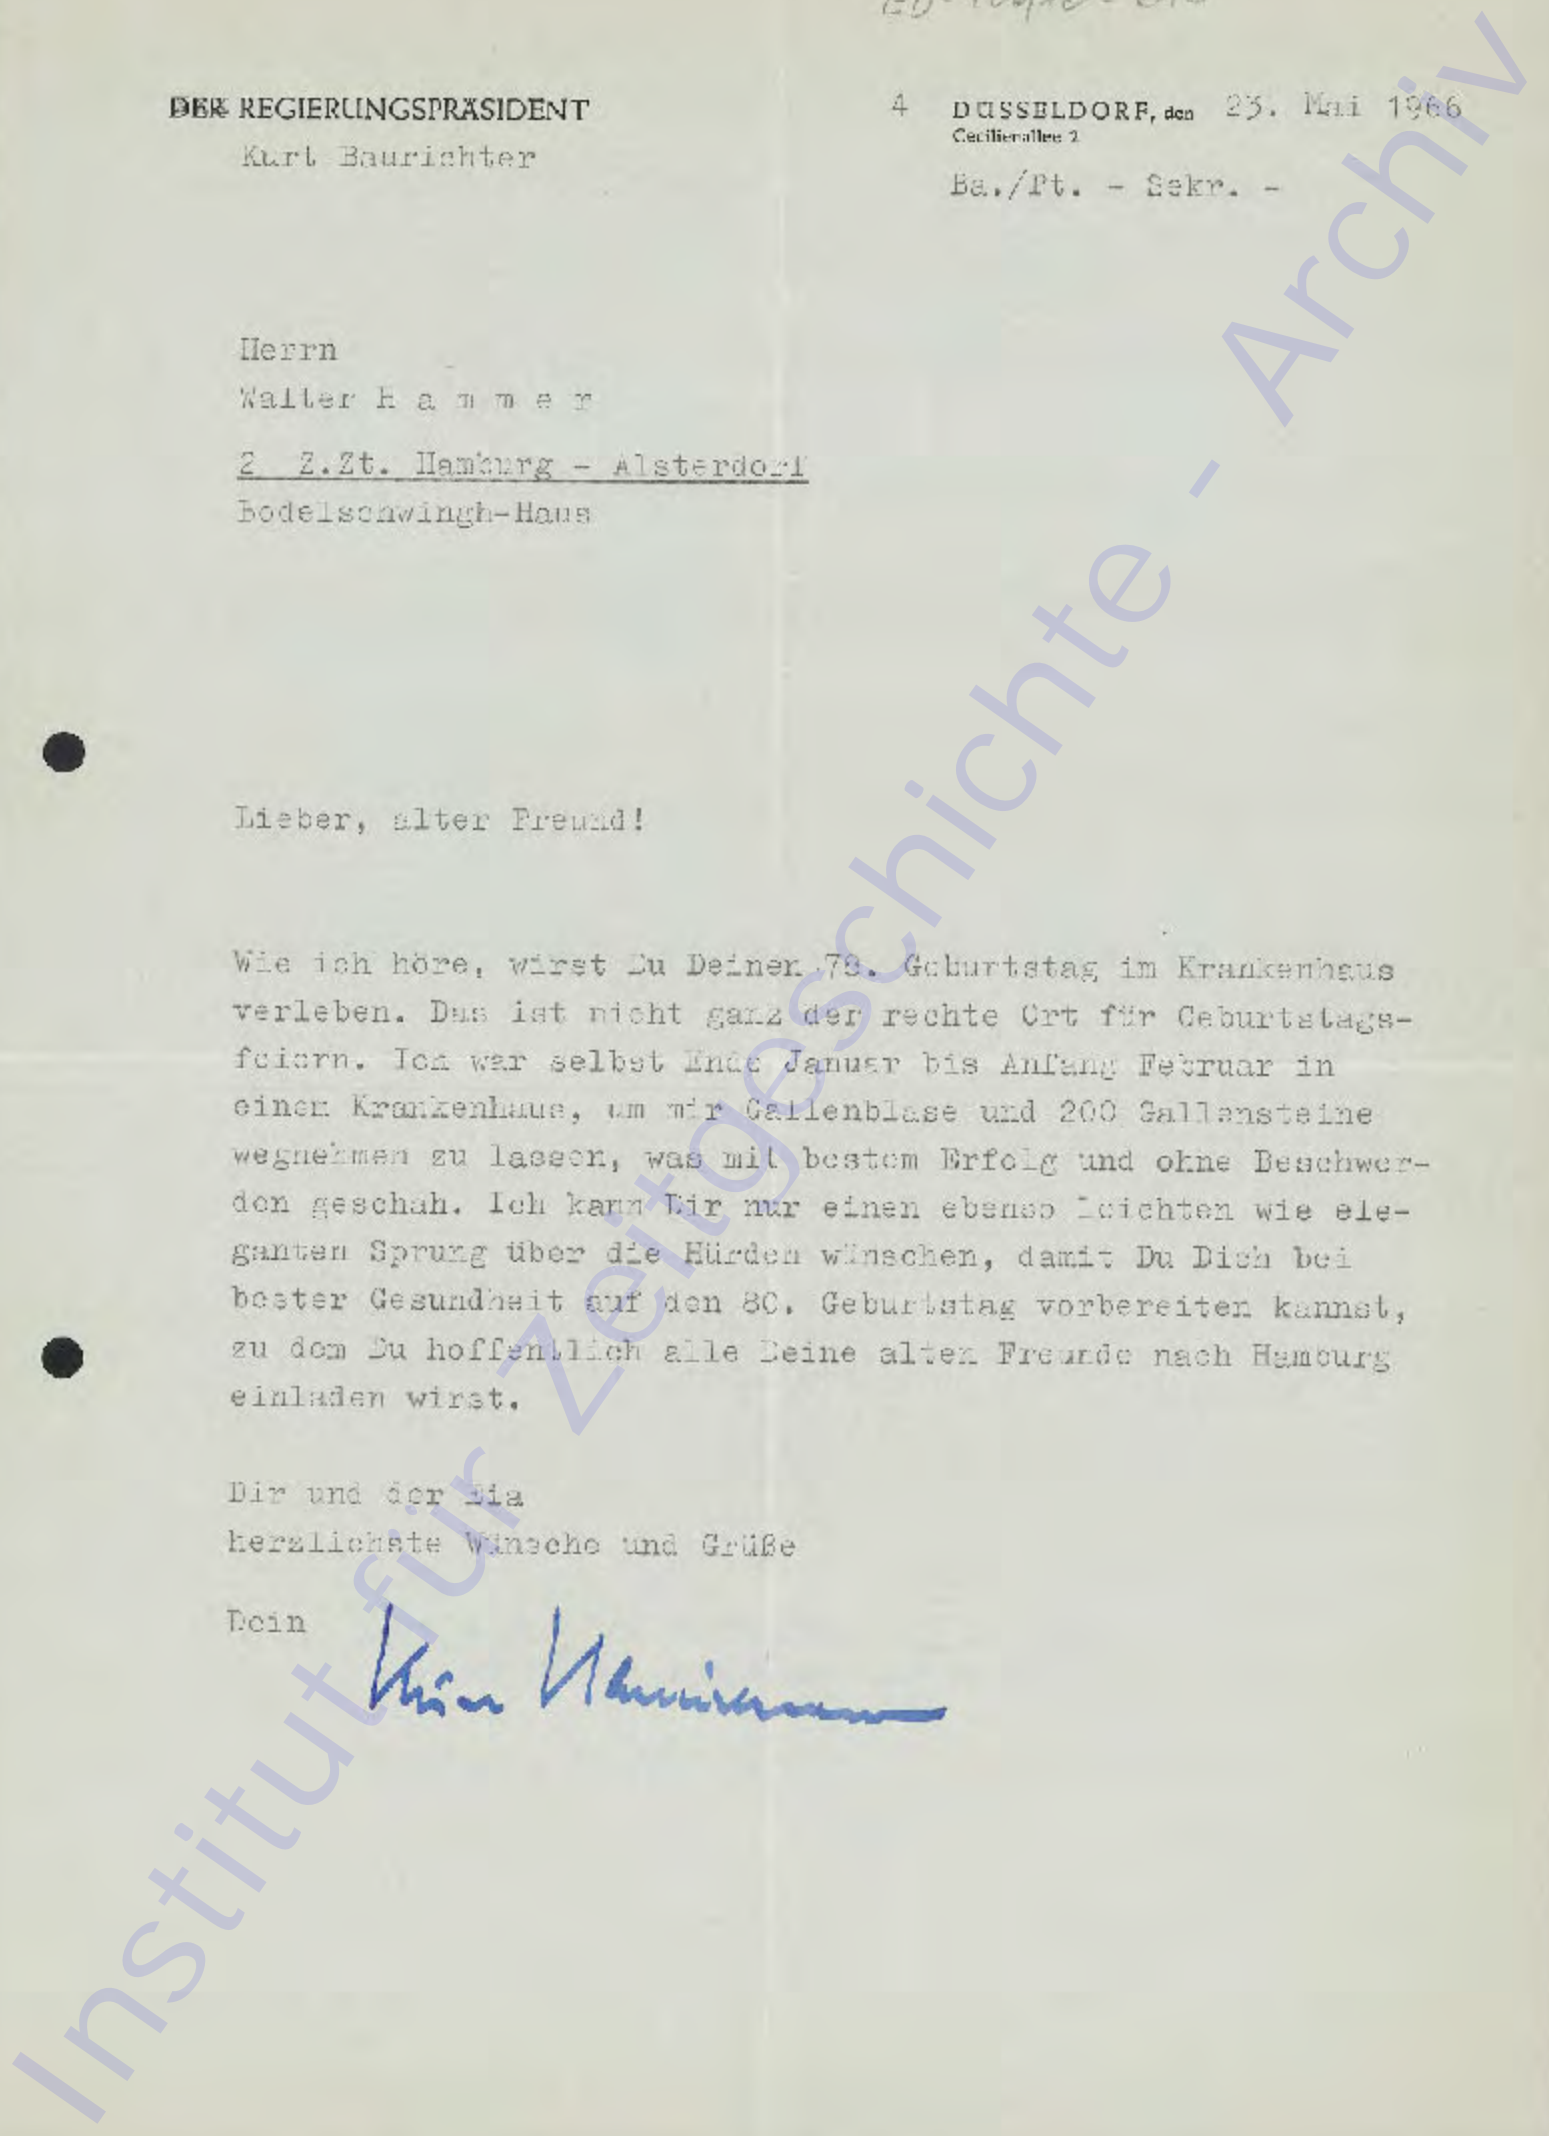 DER REGIERUNGSPRÄSIDENT
Kurt Baurichter
4 DÜSSELDORF, den 23. Mai 1966
Cecilienallee 2
Ba./Pt. - Sekr. -
Herrn
Walter H a m m e r
2 Z.Zt. Hamburg - Alsterdorf
Bodelschwingh-Haus
Lieber, alter Freund!
Wie ich höre, wirst Du Deinen 78. Geburtstag im Krankenhaus
verleben. Das ist nicht ganz der rechte Ort für Geburtstags-
feiern. Ich war selbst Ende Januar bis Anfang Februar in
einem Krankenhaus, um mir Gallenblase und 200 Gallensteine
wegnehmen zu lassen, was mit bestem Erfolg und ohne Beschwer-
den geschah. Ich kann Dir nur einen ebenso leichten wie ele-
ganten Sprung über die Hürden wünschen, damit Du Dich bei
bester Gesundheit auf den 80. Geburtstag vorbereiten kannst,
zu dem Du hoffentlich alle Deine alten Freunde nach Hamburg
einladen wirst.
Dir und der
herzlichste Wünsche und Grüße
Dein
Institut für Zeitgeschichte - Archiv